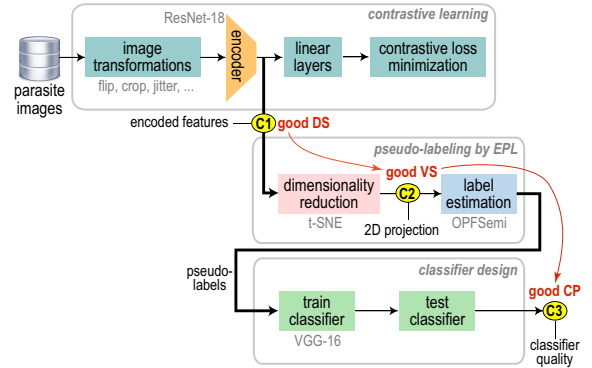 contrastive learning
ResNet-18
image
transformations
flip, crop, jitter, ...
encoder
linear
layers
contrastive loss
minimization
parasite
images
encoded features
C1
good DS
pseudo-labeling by EPL
good VS
dimensionality
reduction
t-SNE
C2
2D projection
label
estimation
OPFSemi
pseudo-
labels
classifier design
train
classifier
VGG-16
test
classifier
good CP
C3
classifier
quality